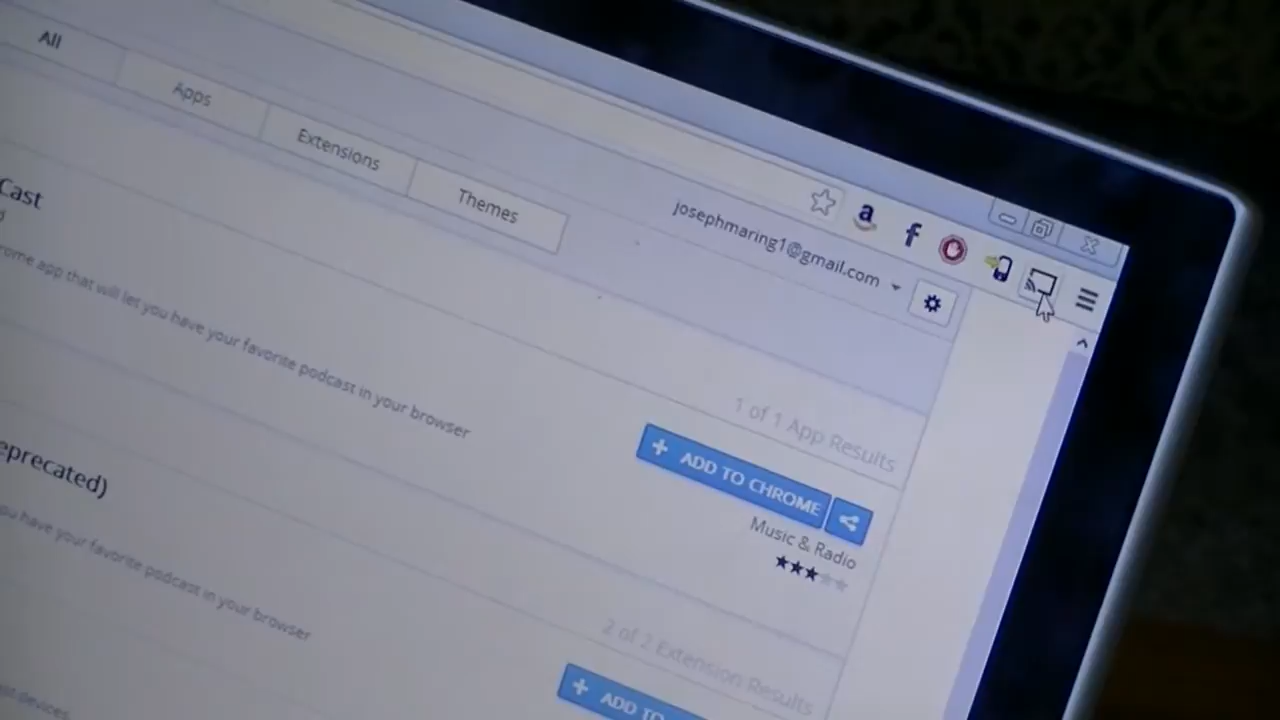 All
Apps
Extensions
Themes
josephmaring1@gmail.com
Cast
rome app that will let you have your favorite podcast in your browser
1 of 1 App Results
+ ADD TO CHROME
Music & Radio
eprecated)
ou have your favorite podcast in your browser
2 of 2 Extension Results
+ ADD TO
devices